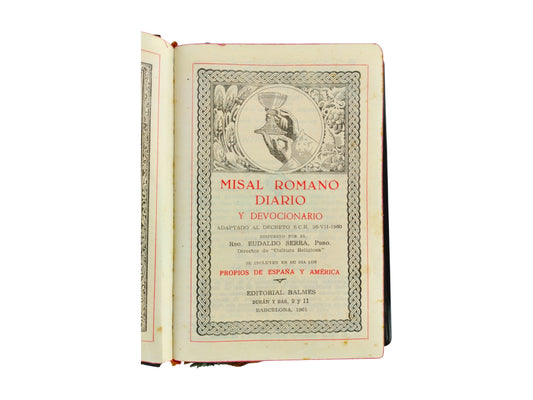 MISAL ROMANO
DIARIO
Y DEVOCIONARIO
ADAPTADO AL DECRETO S.C.R. 26-VII-1960
DISPUESTO POR EL
Rdo. EUDALDO SERRA, Pbro.
Director de "Cultura Religiosa"
SE INCLUYEN EN SU DIA LOS
PROPIOS DE ESPAÑA Y AMÉRICA
EDITORIAL BALMES
DURÁN Y BAS, 9 y 11
BARCELONA, 1961